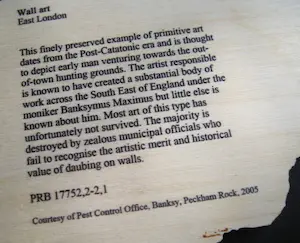 Wall art
East London
This finely preserved example of primitive art
dates from the Post-Catatonic era and is thought
to depict early man venturing towards the out-
of-town hunting grounds. The artist responsible
is known to have created a substantial body of
work across the South East of England under the
moniker Banksymus Maximus but little else is
known about him. Most art of this type has
unfortunately not survived. The majority is
destroyed by zealous municipal officials who
fail to recognise the artistic merit and historical
value of daubing on walls.
PRB 17752,2-2,1
Courtesy of Pest Control Office, Banksy, Peckham Rock, 2005